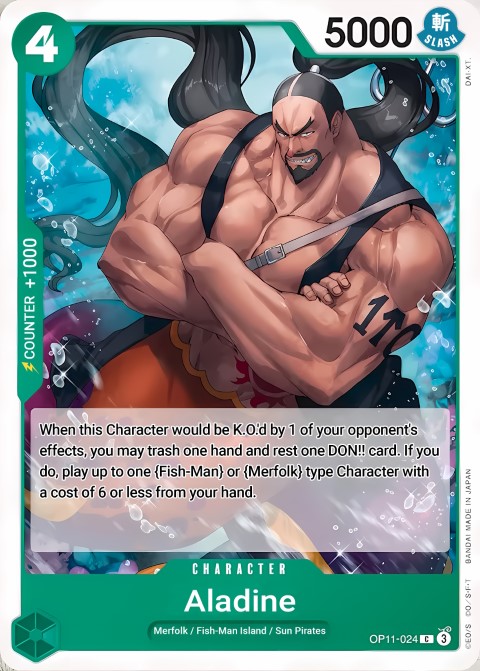 4
5000
斬
SLASH
DAI-XT.
COUNTER +1000
When this Character would be K.O.'d by 1 of your opponent's
effects, you may trash one hand and rest one DON!! card. If you
do, play up to one {Fish-Man} or {Merfolk} type Character with
a cost of 6 or less from your hand.
CHARACTER
Aladine
Merfolk / Fish-Man Island / Sun Pirates
OP11-024 C 3
©E.O/S ©O/S·F·T BANDAI MADE IN JAPAN